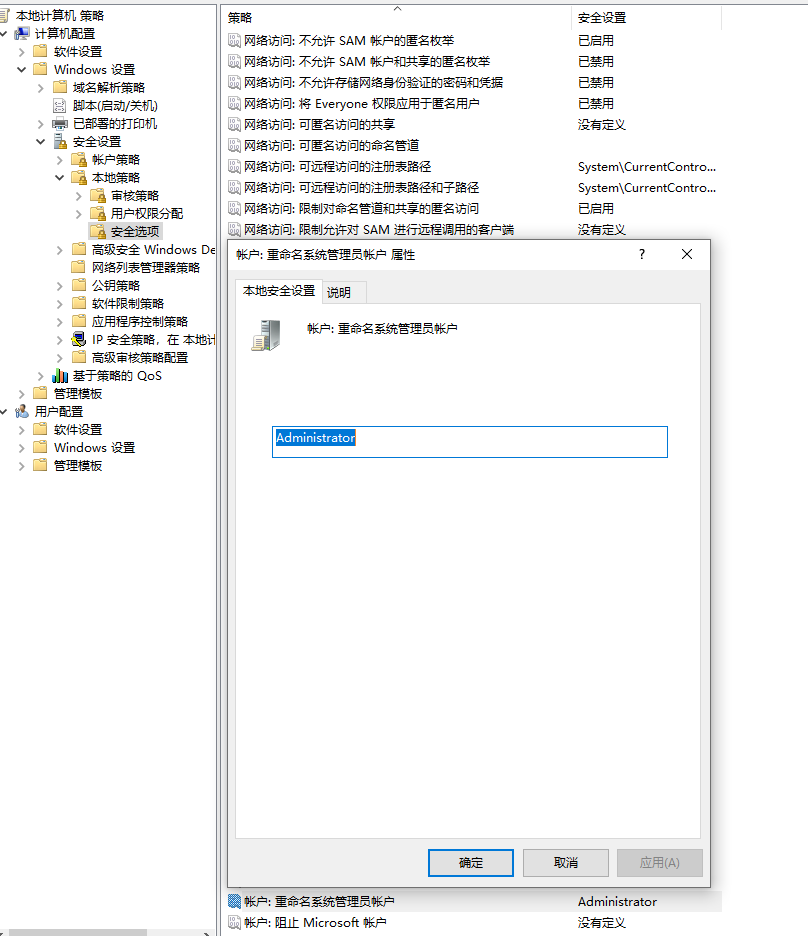 本地计算机 策略
计算机配置
软件设置
Windows 设置
域名解析策略
脚本(启动/关机)
已部署的打印机
安全设置
帐户策略
本地策略
审核策略
用户权限分配
安全选项
高级安全 Windows De
网络列表管理器策略
公钥策略
软件限制策略
应用程序控制策略
IP 安全策略，在 本地计
高级审核策略配置
基于策略的 QoS
管理模板
用户配置
软件设置
Windows 设置
管理模板
策略 安全设置
网络访问: 不允许 SAM 帐户的匿名枚举 已启用
网络访问: 不允许 SAM 帐户和共享的匿名枚举 已禁用
网络访问: 不允许存储网络身份验证的密码和凭据 已禁用
网络访问: 将 Everyone 权限应用于匿名用户 已禁用
网络访问: 可匿名访问的共享 没有定义
网络访问: 可匿名访问的命名管道
网络访问: 可远程访问的注册表路径 System\CurrentContro...
网络访问: 可远程访问的注册表路径和子路径 System\CurrentContro...
网络访问: 限制对命名管道和共享的匿名访问 已启用
网络访问: 限制允许对 SAM 进行远程调用的客户端 没有定义
帐户: 重命名系统管理员帐户 属性 ?
本地安全设置 说明
帐户: 重命名系统管理员帐户
Administrator
确定 取消 应用(A)
帐户: 重命名系统管理员帐户 Administrator
帐户: 阻止 Microsoft 帐户 没有定义